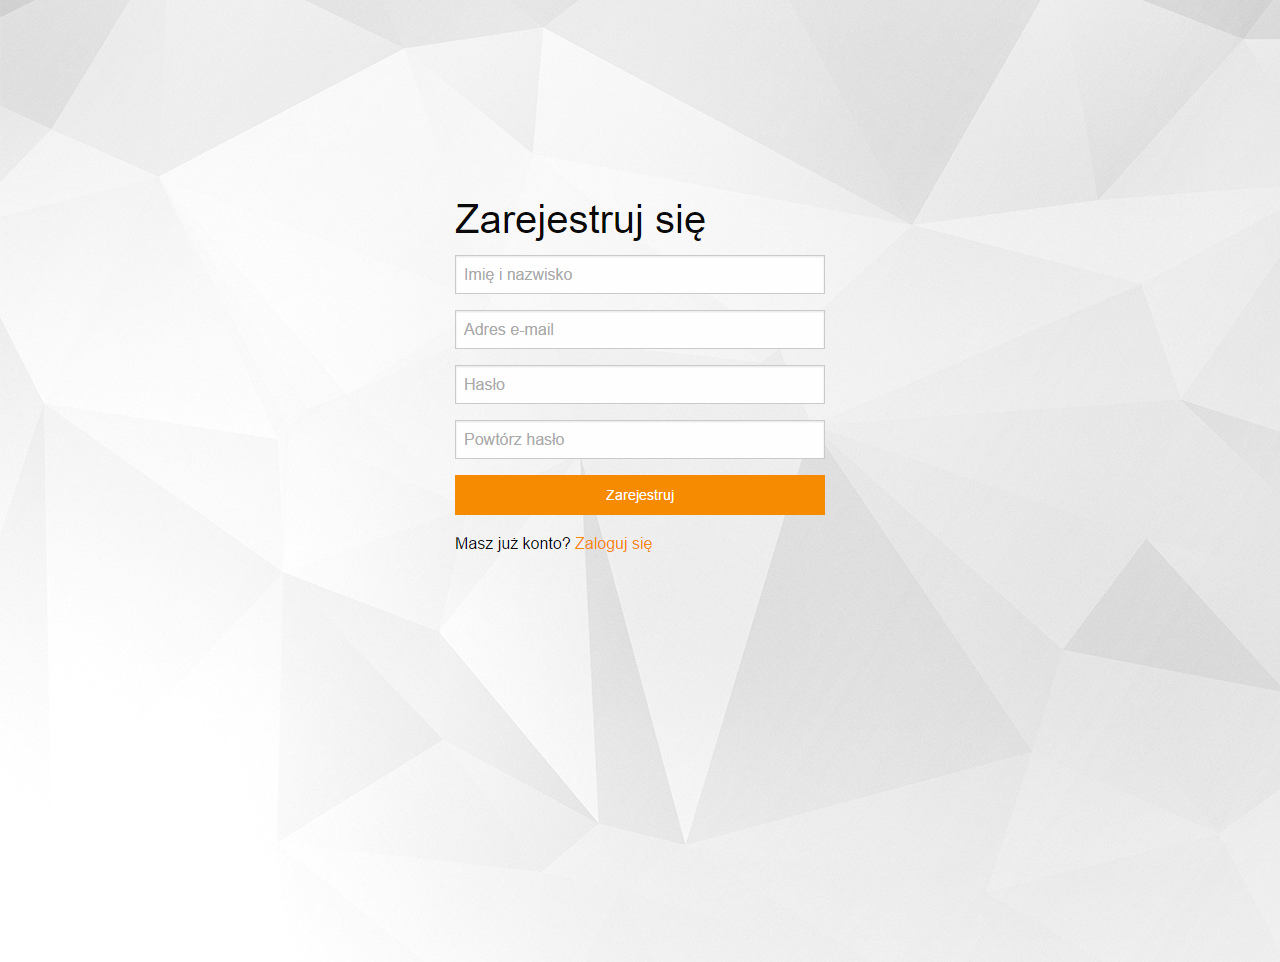 Zarejestruj się
Imię i nazwisko
Adres e-mail
Hasło
Powtórz hasło
Zarejestruj
Masz już konto? Zaloguj się